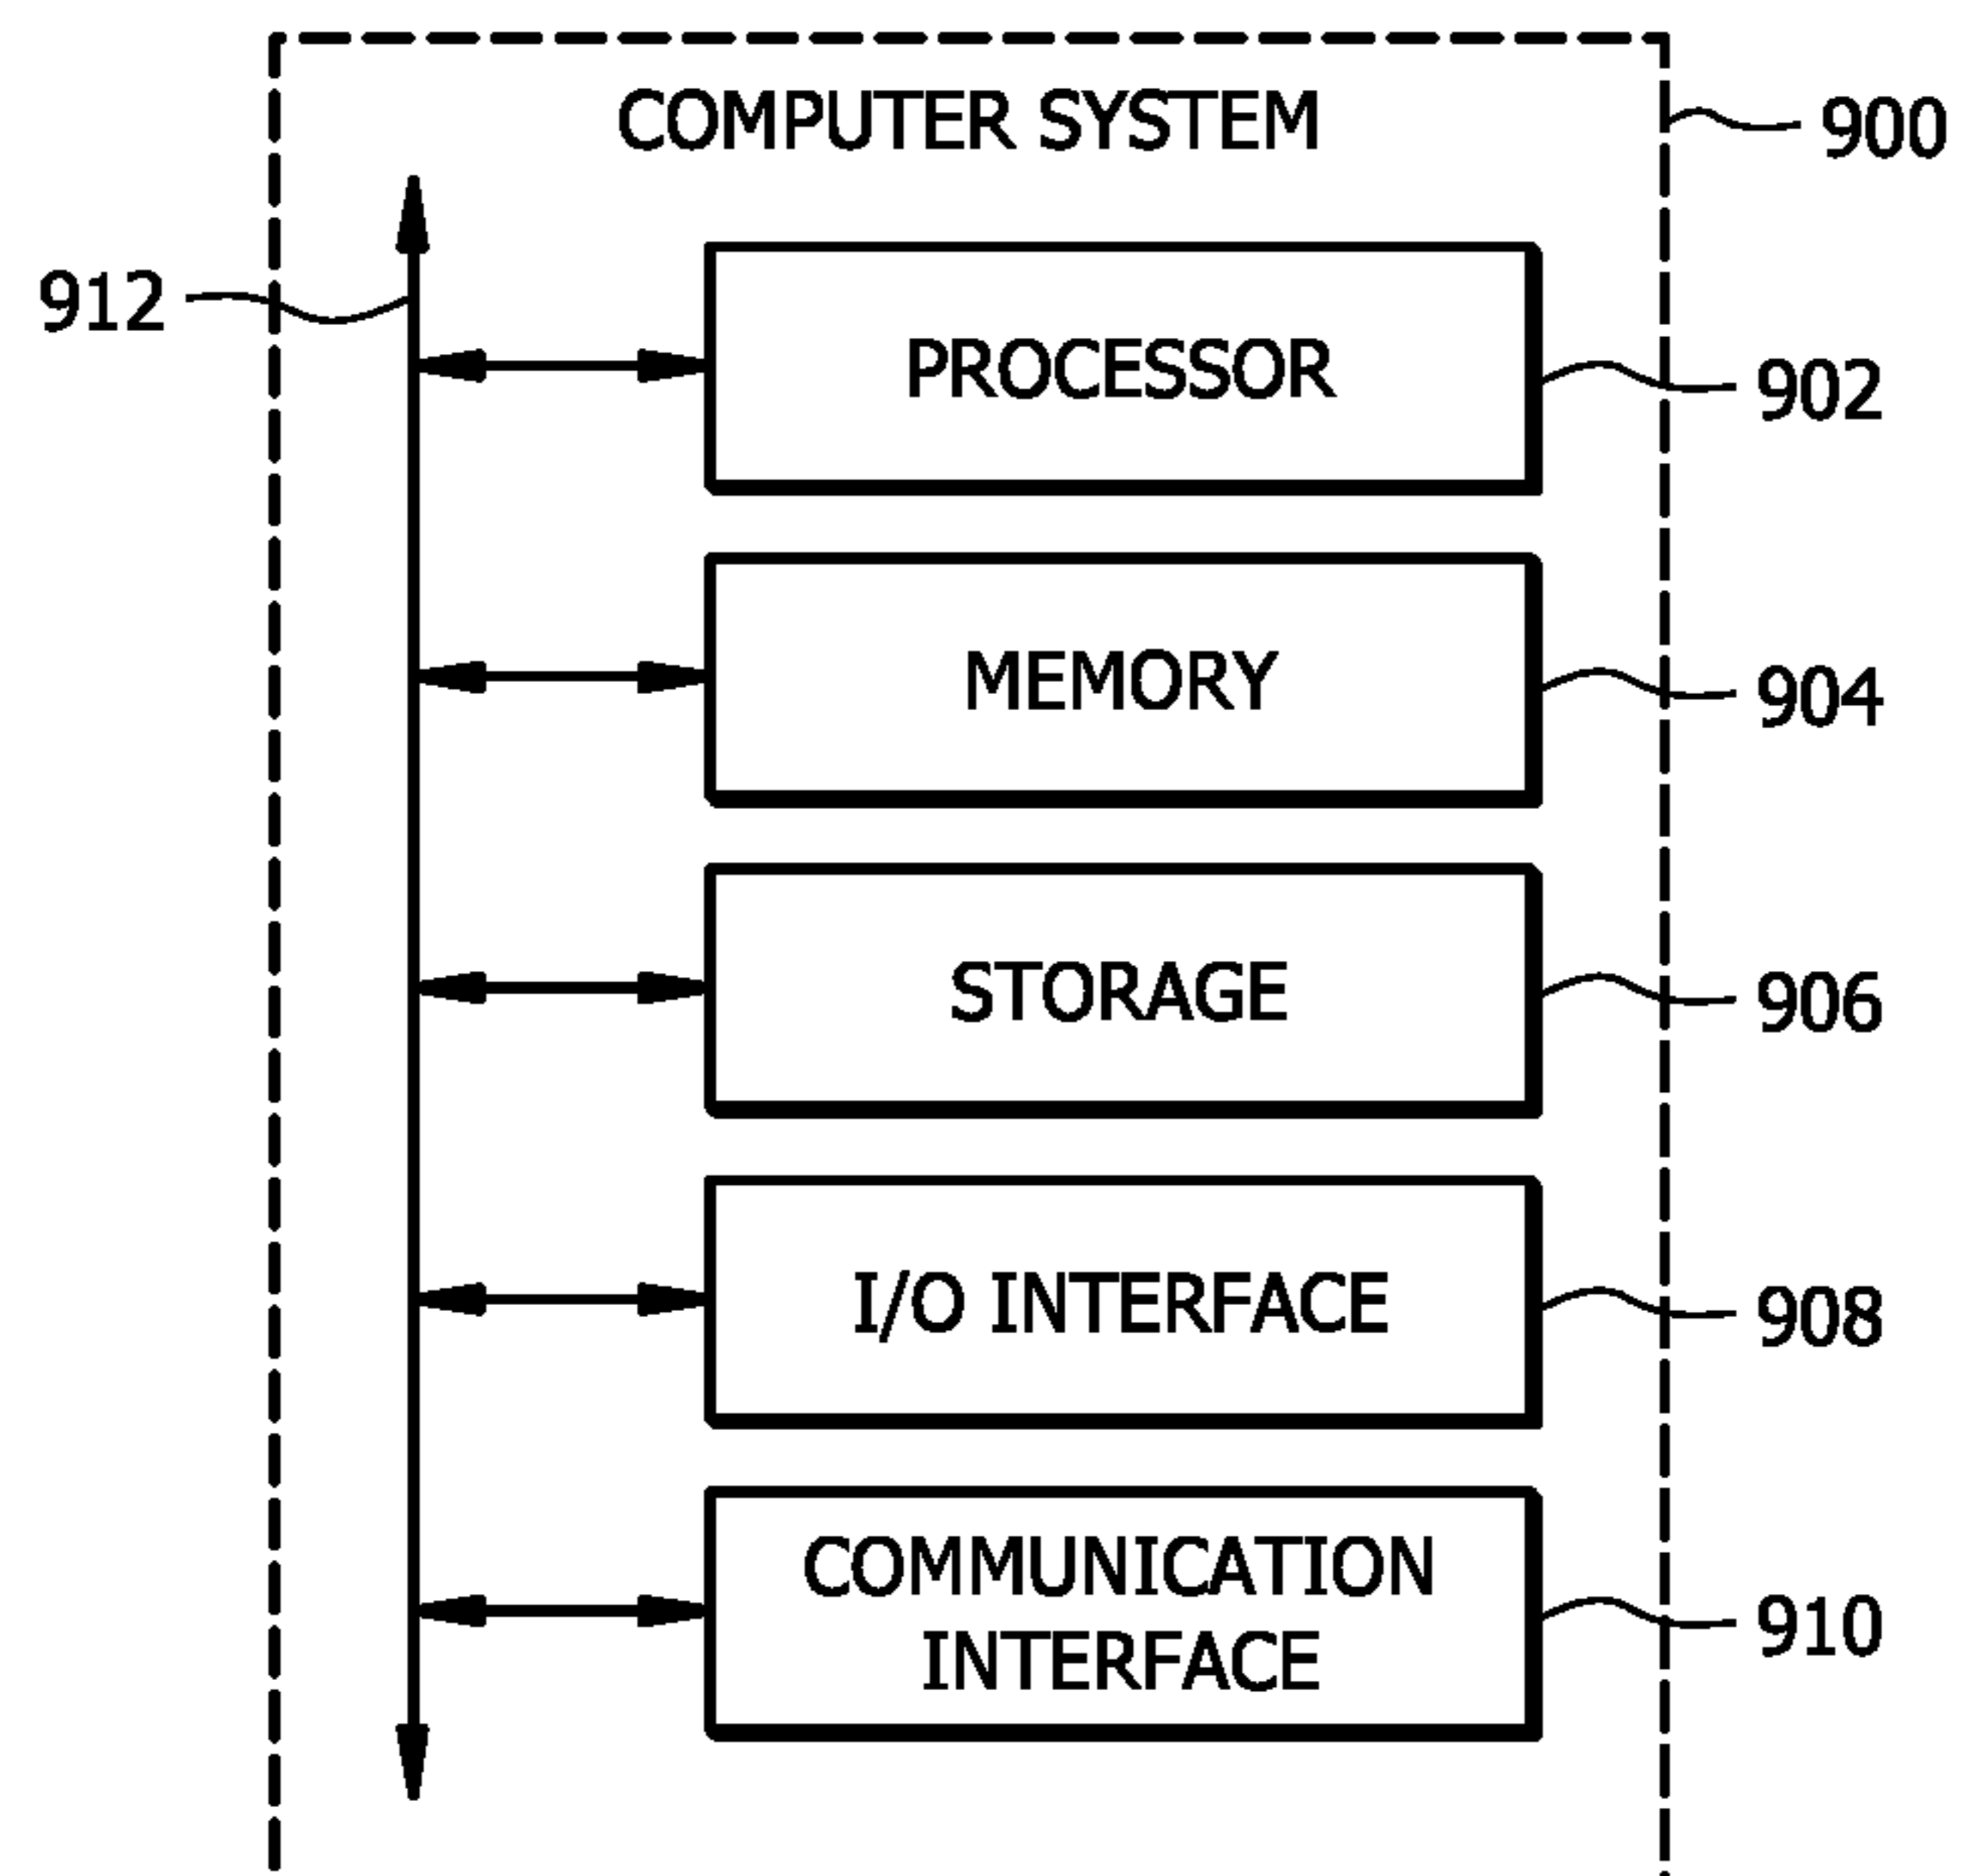 COMPUTER SYSTEM
900
912
PROCESSOR
902
MEMORY
904
STORAGE
906
I/O INTERFACE
908
COMMUNICATION
INTERFACE
910